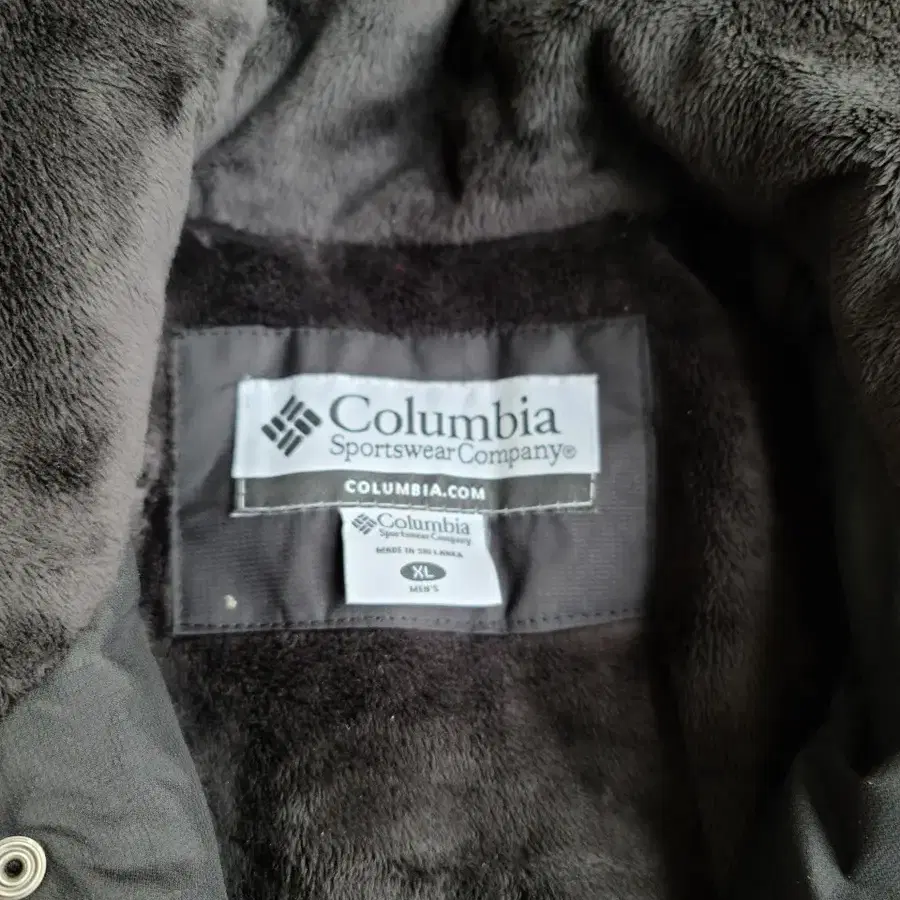 Columbia
Sportswear Company®
COLUMBIA.COM
Columbia
Sportswear Company
MADE IN SRI LANKA
XL
MEN'S